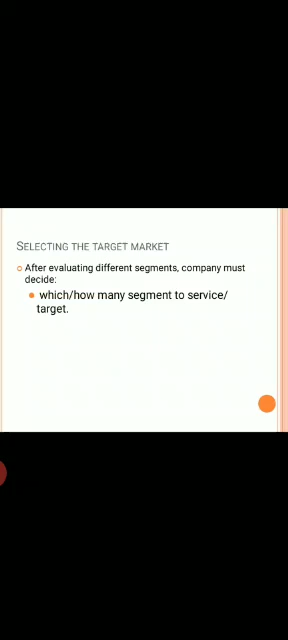 SELECTING THE TARGET MARKET
After evaluating different segments, company must
decide:
which/how many segment to service/
target.